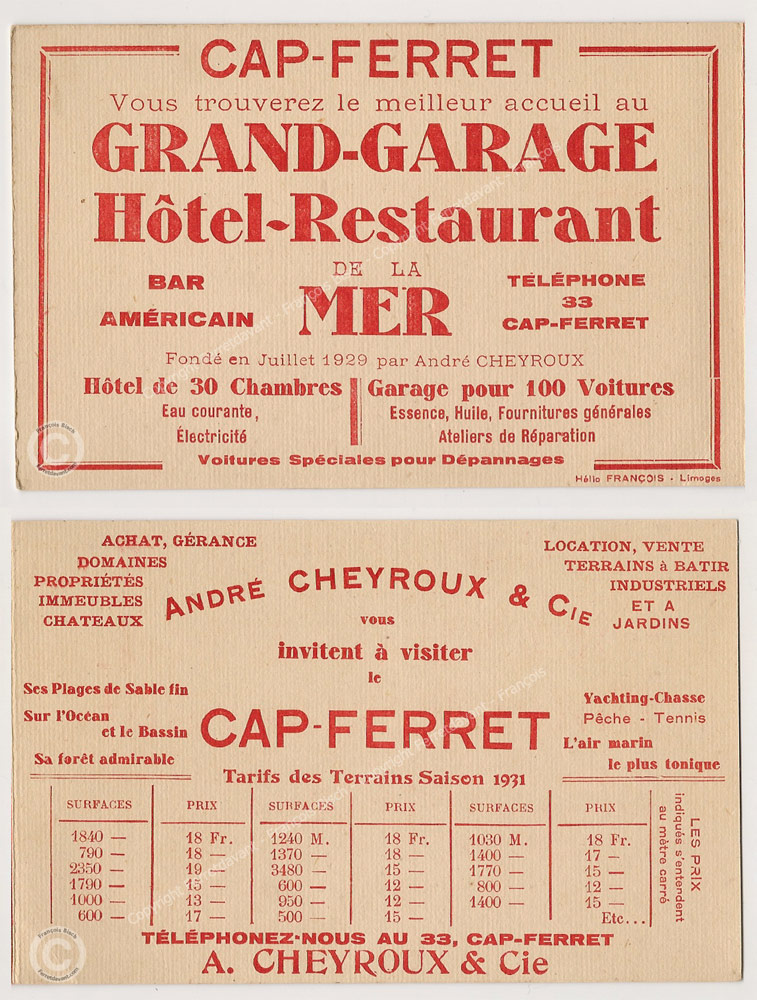 CAP-FERRET
Vous trouverez le meilleur accueil au
GRAND-GARAGE
Hôtel-Restaurant
DE LA
MER
BAR
AMÉRICAIN
TÉLÉPHONE
33
CAP-FERRET
Fondé en Juillet 1929 par André CHEYROUX
Hôtel de 30 Chambres
Eau courante,
Électricité
Garage pour 100 Voitures
Essence, Huile, Fournitures générales
Ateliers de Réparation
Voitures Spéciales pour Dépannages
Hélio FRANÇOIS - Limoges
ACHAT, GÉRANCE
DOMAINES
PROPRIÉTÉS
IMMEUBLES
CHATEAUX
LOCATION, VENTE
TERRAINS à BATIR
INDUSTRIELS
ET A
JARDINS
ANDRÉ CHEYROUX & CIE
vous
invitent à visiter
le
CAP-FERRET
Ses Plages de Sable fin
Sur l'Océan
et le Bassin
Sa forêt admirable
Yachting-Chasse
Pêche - Tennis
L'air marin
le plus tonique
Tarifs des Terrains Saison 1931
SURFACES PRIX SURFACES PRIX SURFACES PRIX
1840 — 18 Fr. 1240 M. 18 Fr. 1030 M. 18 Fr.
790 — 18 — 1370 — 18 — 1400 — 17 —
2350 — 19 — 3480 — 15 — 1770 — 15 —
1790 — 15 — 600 — 12 — 800 — 12 —
1000 — 13 — 950 — 12 — 1400 — 15 —
600 — 17 — 500 — 15 — Etc...
LES PRIX
indiqués s'entendent
au mètre carré
TÉLÉPHONEZ-NOUS AU 33, CAP-FERRET
A. CHEYROUX & Cie